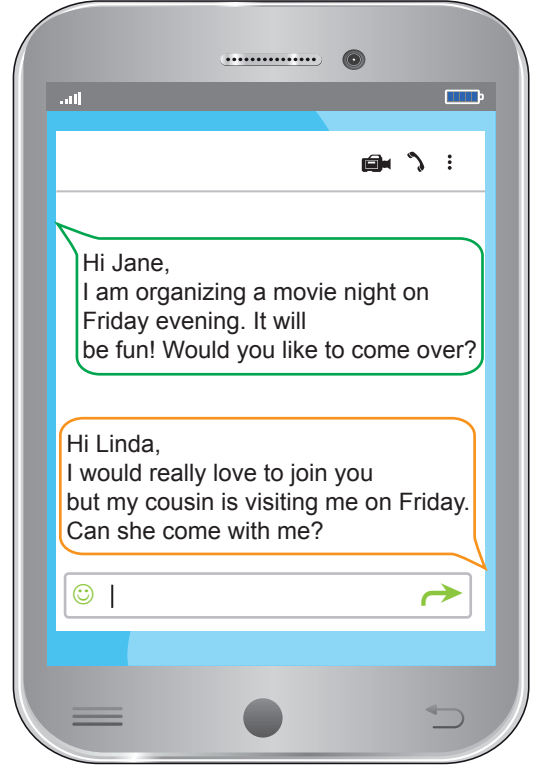 Hi Jane,
I am organizing a movie night on
Friday evening. It will
be fun! Would you like to come over?
Hi Linda,
I would really love to join you
but my cousin is visiting me on Friday.
Can she come with me?